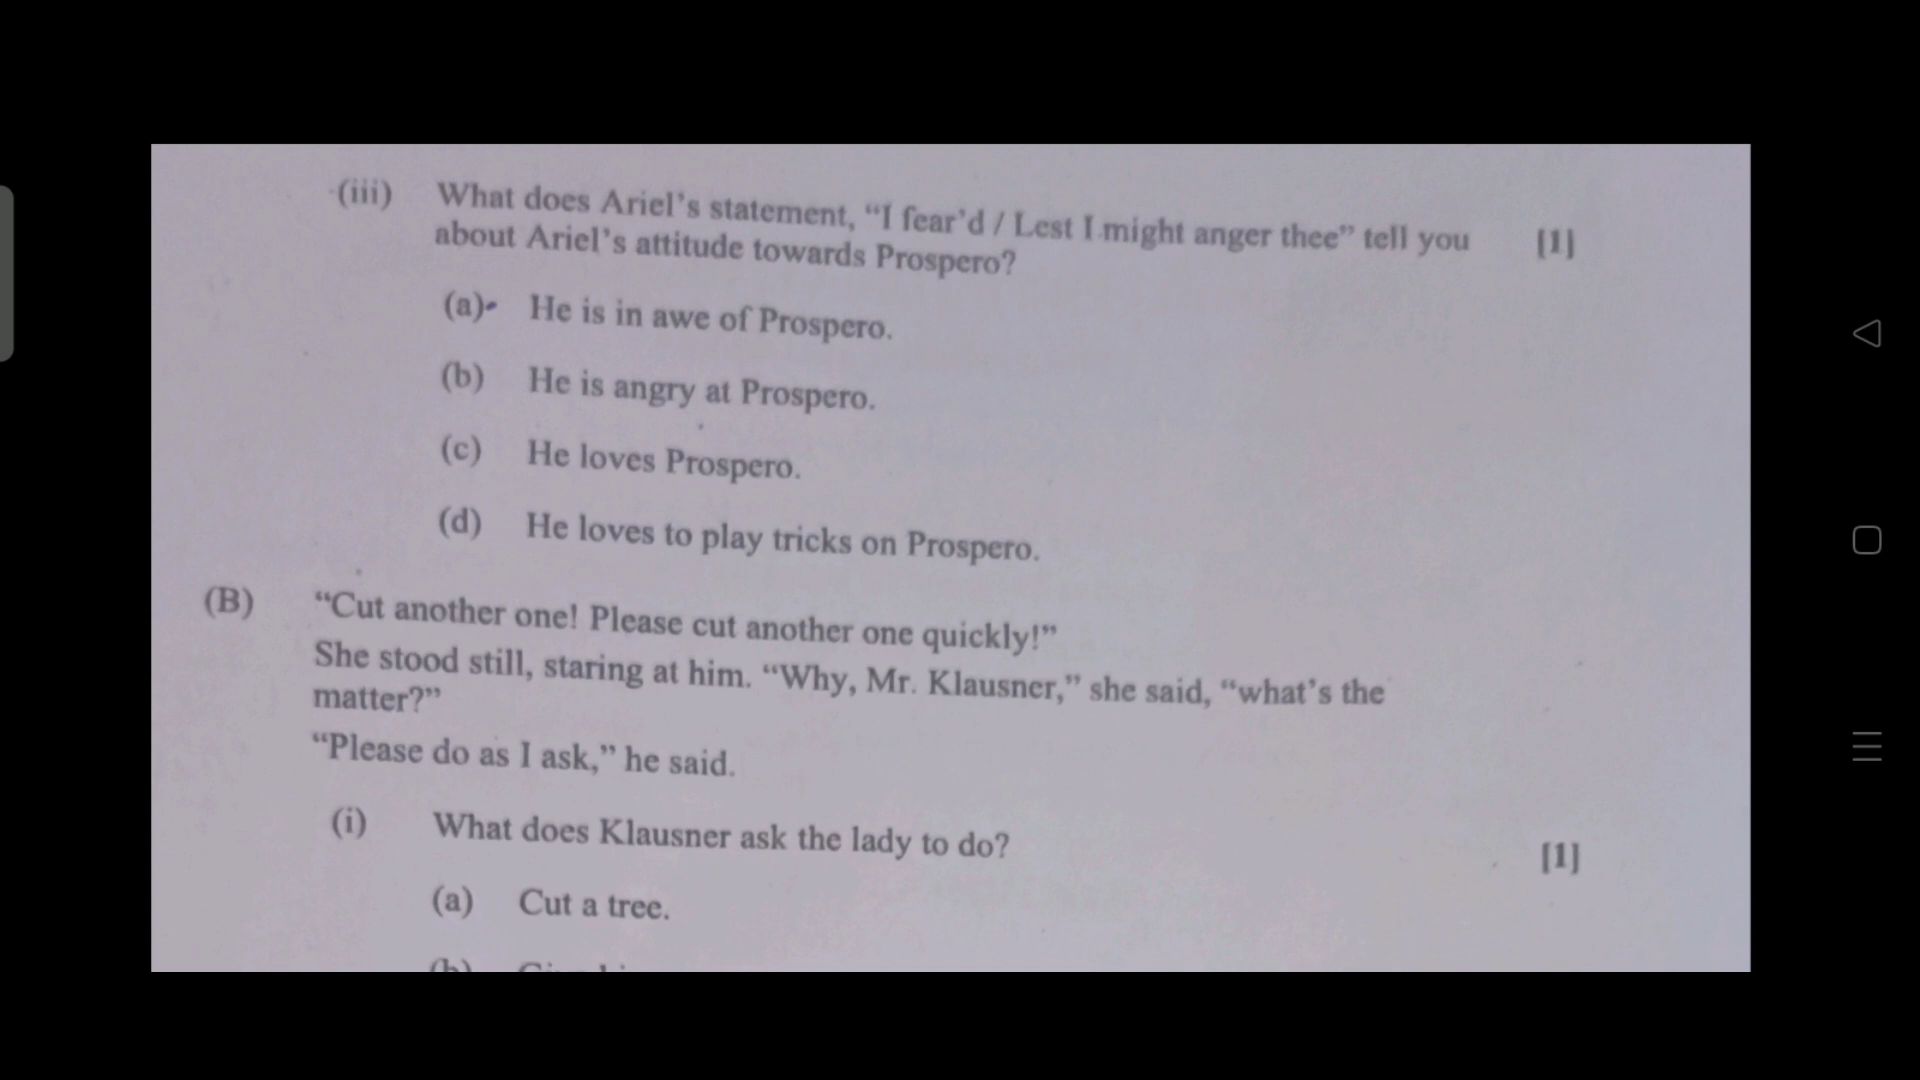 (iii) What does Ariel's statement, “I fear'd / Lest I might anger thee” tell you [1]
about Ariel's attitude towards Prospero?
(a) He is in awe of Prospero.
(b) He is angry at Prospero.
(c) He loves Prospero.
(d) He loves to play tricks on Prospero.
(B) “Cut another one! Please cut another one quickly!”
She stood still, staring at him. “Why, Mr. Klausner,” she said, “what's the
matter?”
“Please do as I ask,” he said.
(i) What does Klausner ask the lady to do? [1]
(a) Cut a tree.
(b)